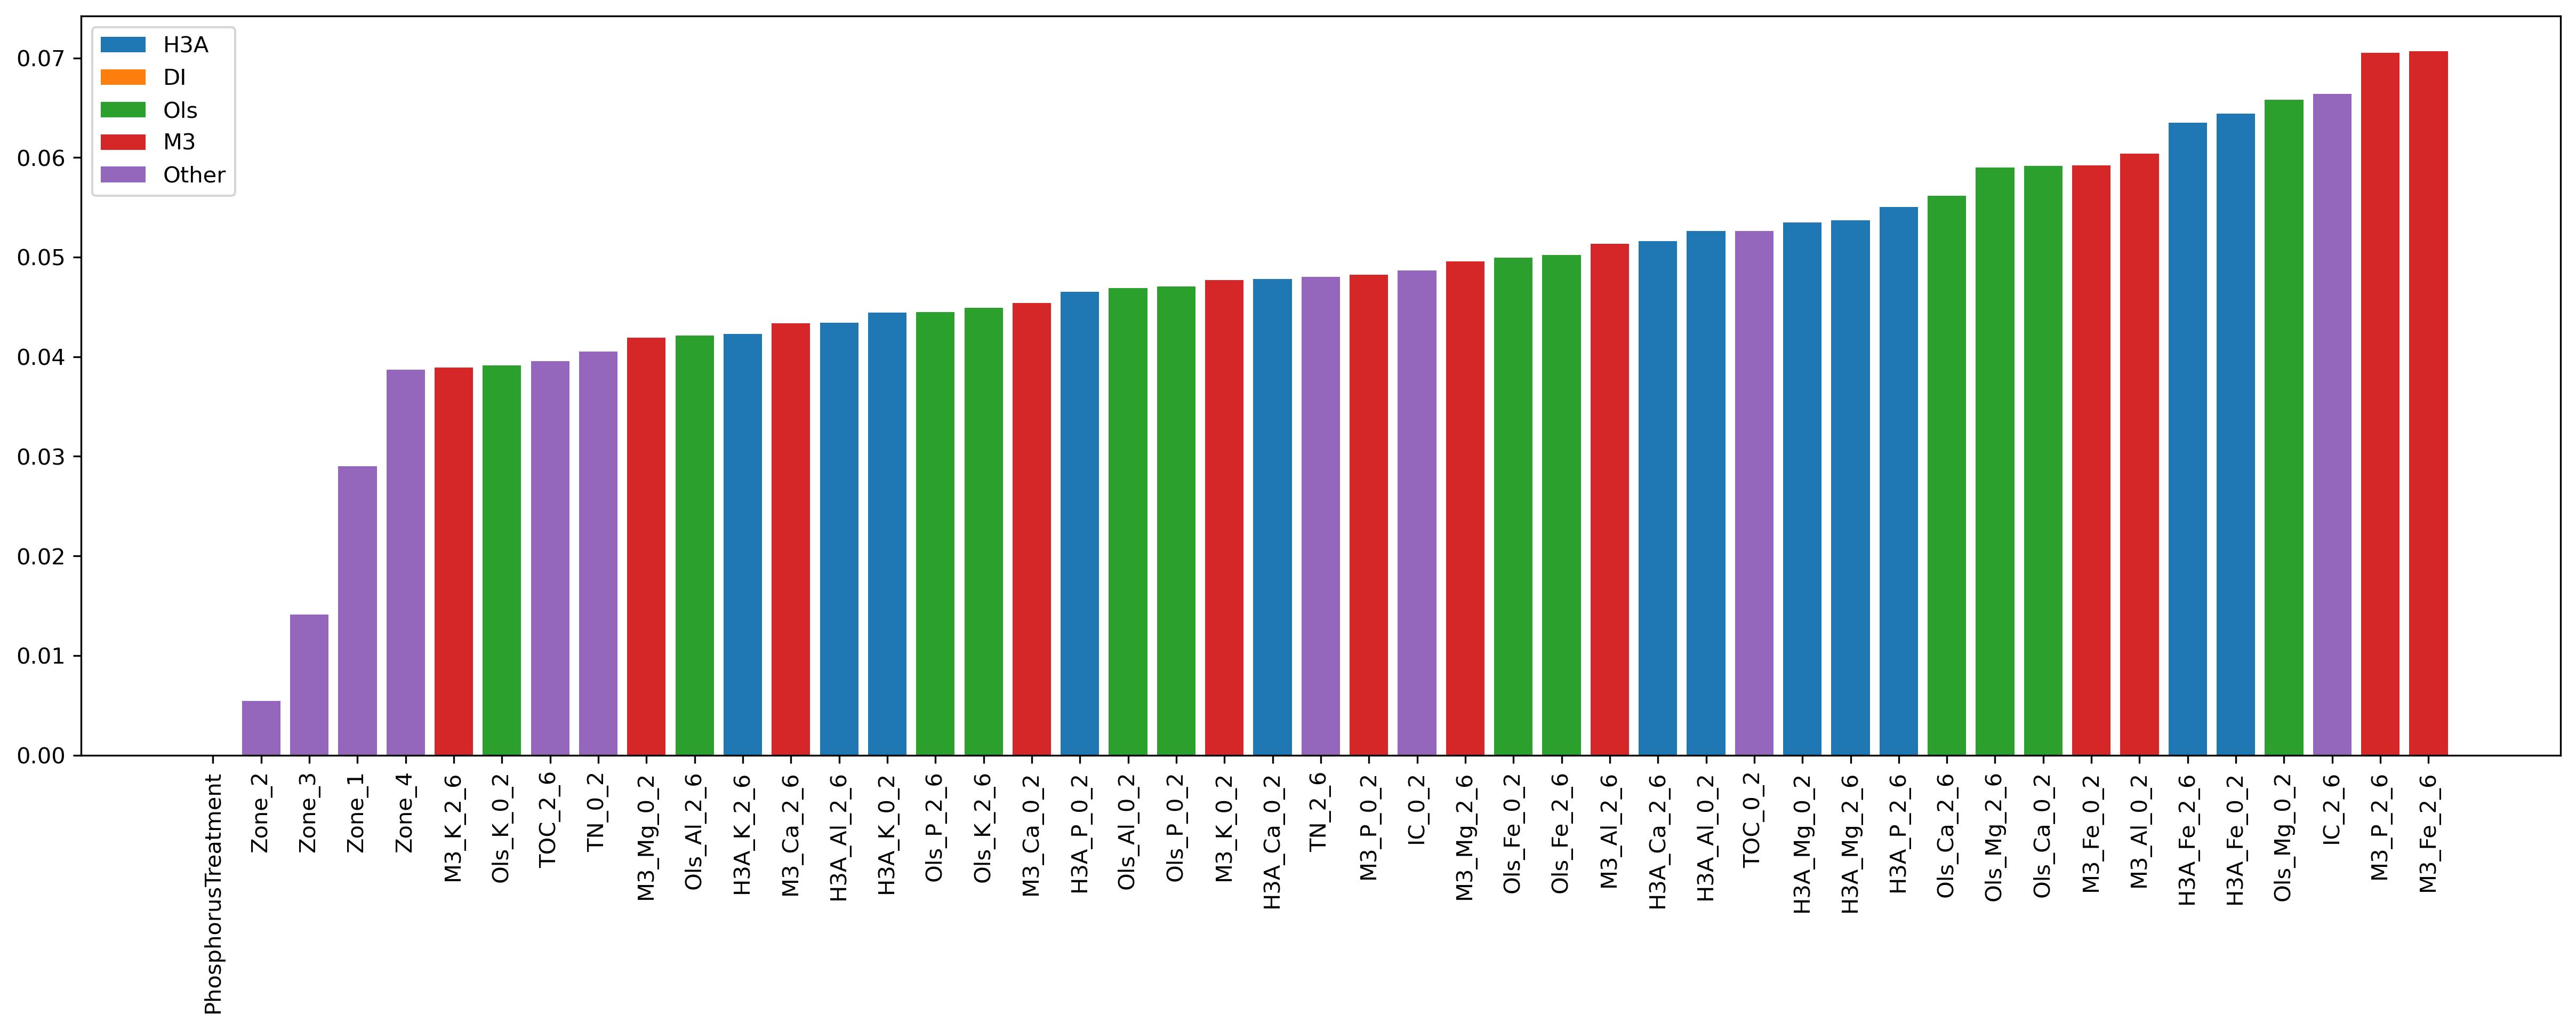 H3A
DI
Ols
M3
Other
0.07
0.06
0.05
0.04
0.03
0.02
0.01
0.00
PhosphorusTreatment
Zone_2
Zone_3
Zone_1
Zone_4
M3_K_2_6
Ols_K_0_2
TOC_2_6
TN_0_2
M3_Mg_0_2
Ols_Al_2_6
H3A_K_2_6
M3_Ca_2_6
H3A_Al_2_6
H3A_K_0_2
Ols_P_2_6
Ols_K_2_6
M3_Ca_0_2
H3A_P_0_2
Ols_Al_0_2
Ols_P_0_2
M3_K_0_2
H3A_Ca_0_2
TN_2_6
M3_P_0_2
IC_0_2
M3_Mg_2_6
Ols_Fe_0_2
Ols_Fe_2_6
M3_Al_2_6
H3A_Ca_2_6
H3A_Al_0_2
TOC_0_2
H3A_Mg_0_2
H3A_Mg_2_6
H3A_P_2_6
Ols_Ca_2_6
Ols_Mg_2_6
Ols_Ca_0_2
M3_Fe_0_2
M3_Al_0_2
H3A_Fe_2_6
H3A_Fe_0_2
Ols_Mg_0_2
IC_2_6
M3_P_2_6
M3_Fe_2_6